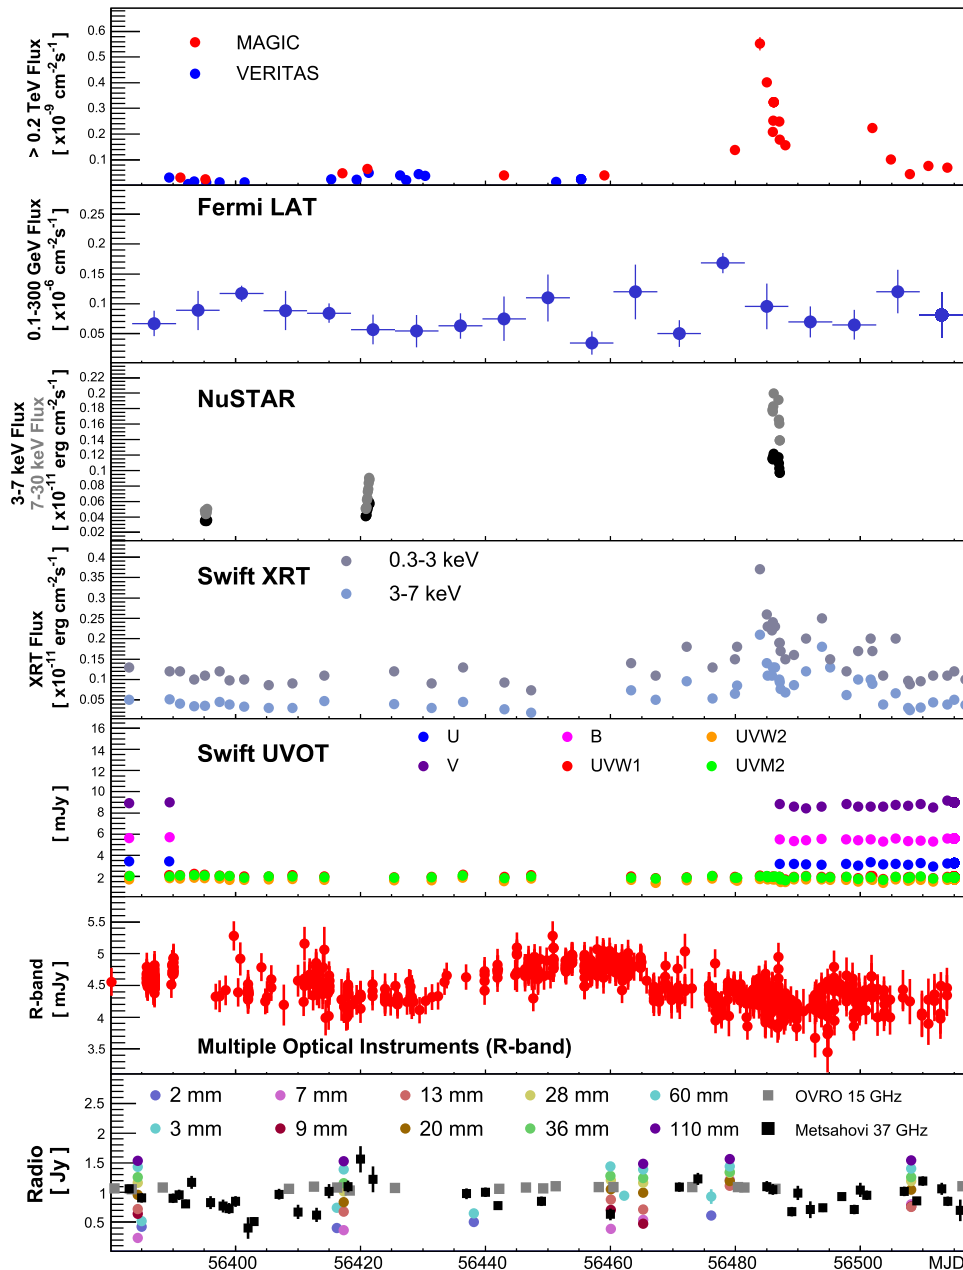 > 0.2 TeV Flux
[ x10-9 cm-2s-1 ]
0.6
0.5
0.4
0.3
0.2
0.1
MAGIC
VERITAS
0.1-300 GeV Flux
[ x10-6 cm-2s-1 ]
0.25
0.2
0.15
0.1
0.05
Fermi LAT
3-7 keV Flux
7-30 keV Flux
[ x10-11 erg cm-2s-1 ]
0.22
0.2
0.18
0.16
0.14
0.12
0.1
0.08
0.06
0.04
0.02
NuSTAR
XRT Flux
[ x10-11 erg cm-2s-1 ]
0.4
0.35
0.3
0.25
0.2
0.15
0.1
0.05
Swift XRT
0.3-3 keV
3-7 keV
[ mJy ]
16
14
12
10
8
6
4
2
Swift UVOT
U
B
UVW2
V
UVW1
UVM2
R-band
[ mJy ]
5.5
5
4.5
4
3.5
Multiple Optical Instruments (R-band)
Radio
[ Jy ]
2.5
2
1.5
1
0.5
2 mm
7 mm
13 mm
28 mm
60 mm
OVRO 15 GHz
3 mm
9 mm
20 mm
36 mm
110 mm
Metsahovi 37 GHz
56400
56420
56440
56460
56480
56500
MJD